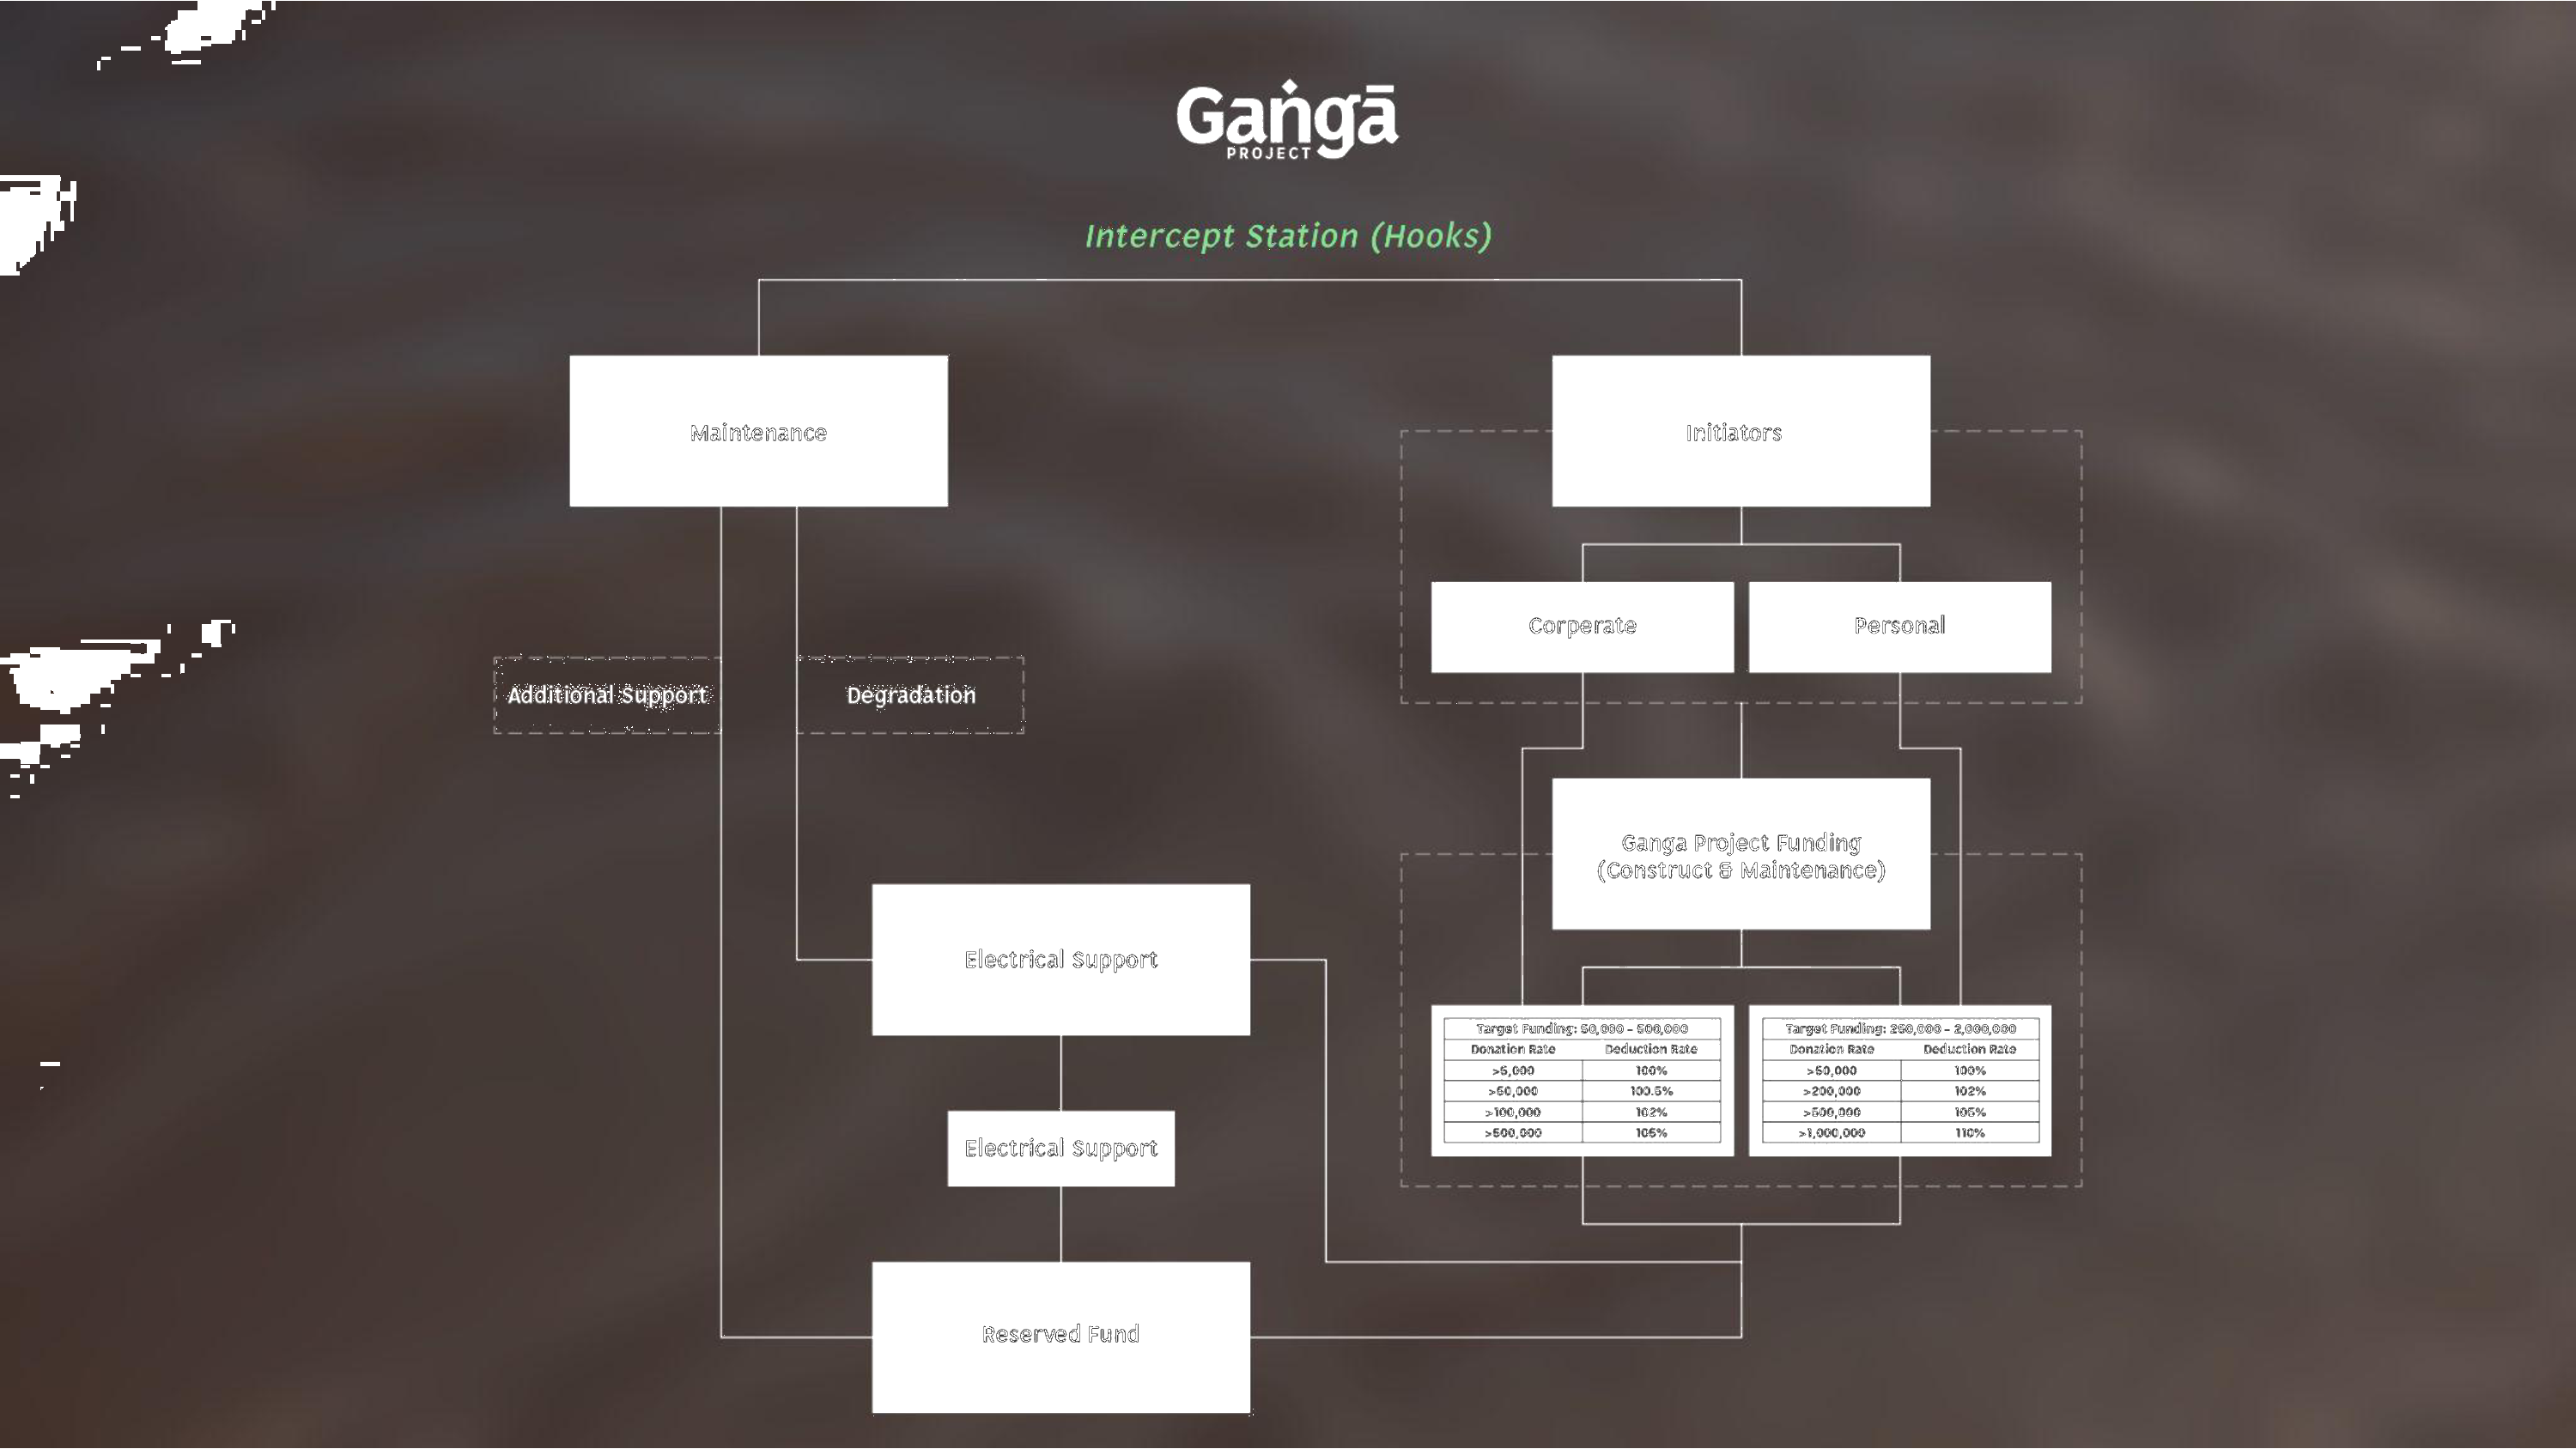 Gaṅgā
PROJECT
Intercept Station (Hooks)
Maintenance
Initiators
Corperate
Personal
Additional Support
Degradation
Ganga Project Funding
(Construct & Maintenance)
Electrical Support
Target Funding: 50,000 - 500,000
Donation Rate Deduction Rate
>5,000 100%
>50,000 100.5%
>100,000 102%
>500,000 105%
Target Funding: 250,000 - 2,000,000
Donation Rate Deduction Rate
>50,000 100%
>200,000 102%
>500,000 105%
>1,000,000 110%
Electrical Support
Reserved Fund